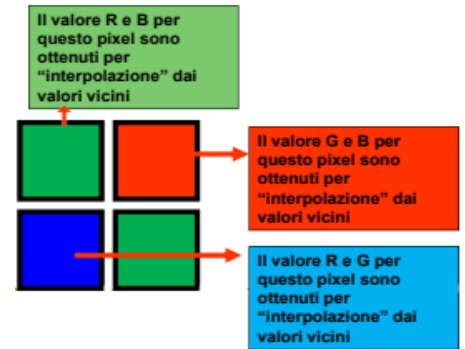 Il valore R e B per
questo pixel sono
ottenuti per
“interpolazione” dai
valori vicini
Il valore G e B per
questo pixel sono
ottenuti per
“interpolazione” dai
valori vicini
Il valore R e G per
questo pixel sono
ottenuti per
“interpolazione” dai
valori vicini